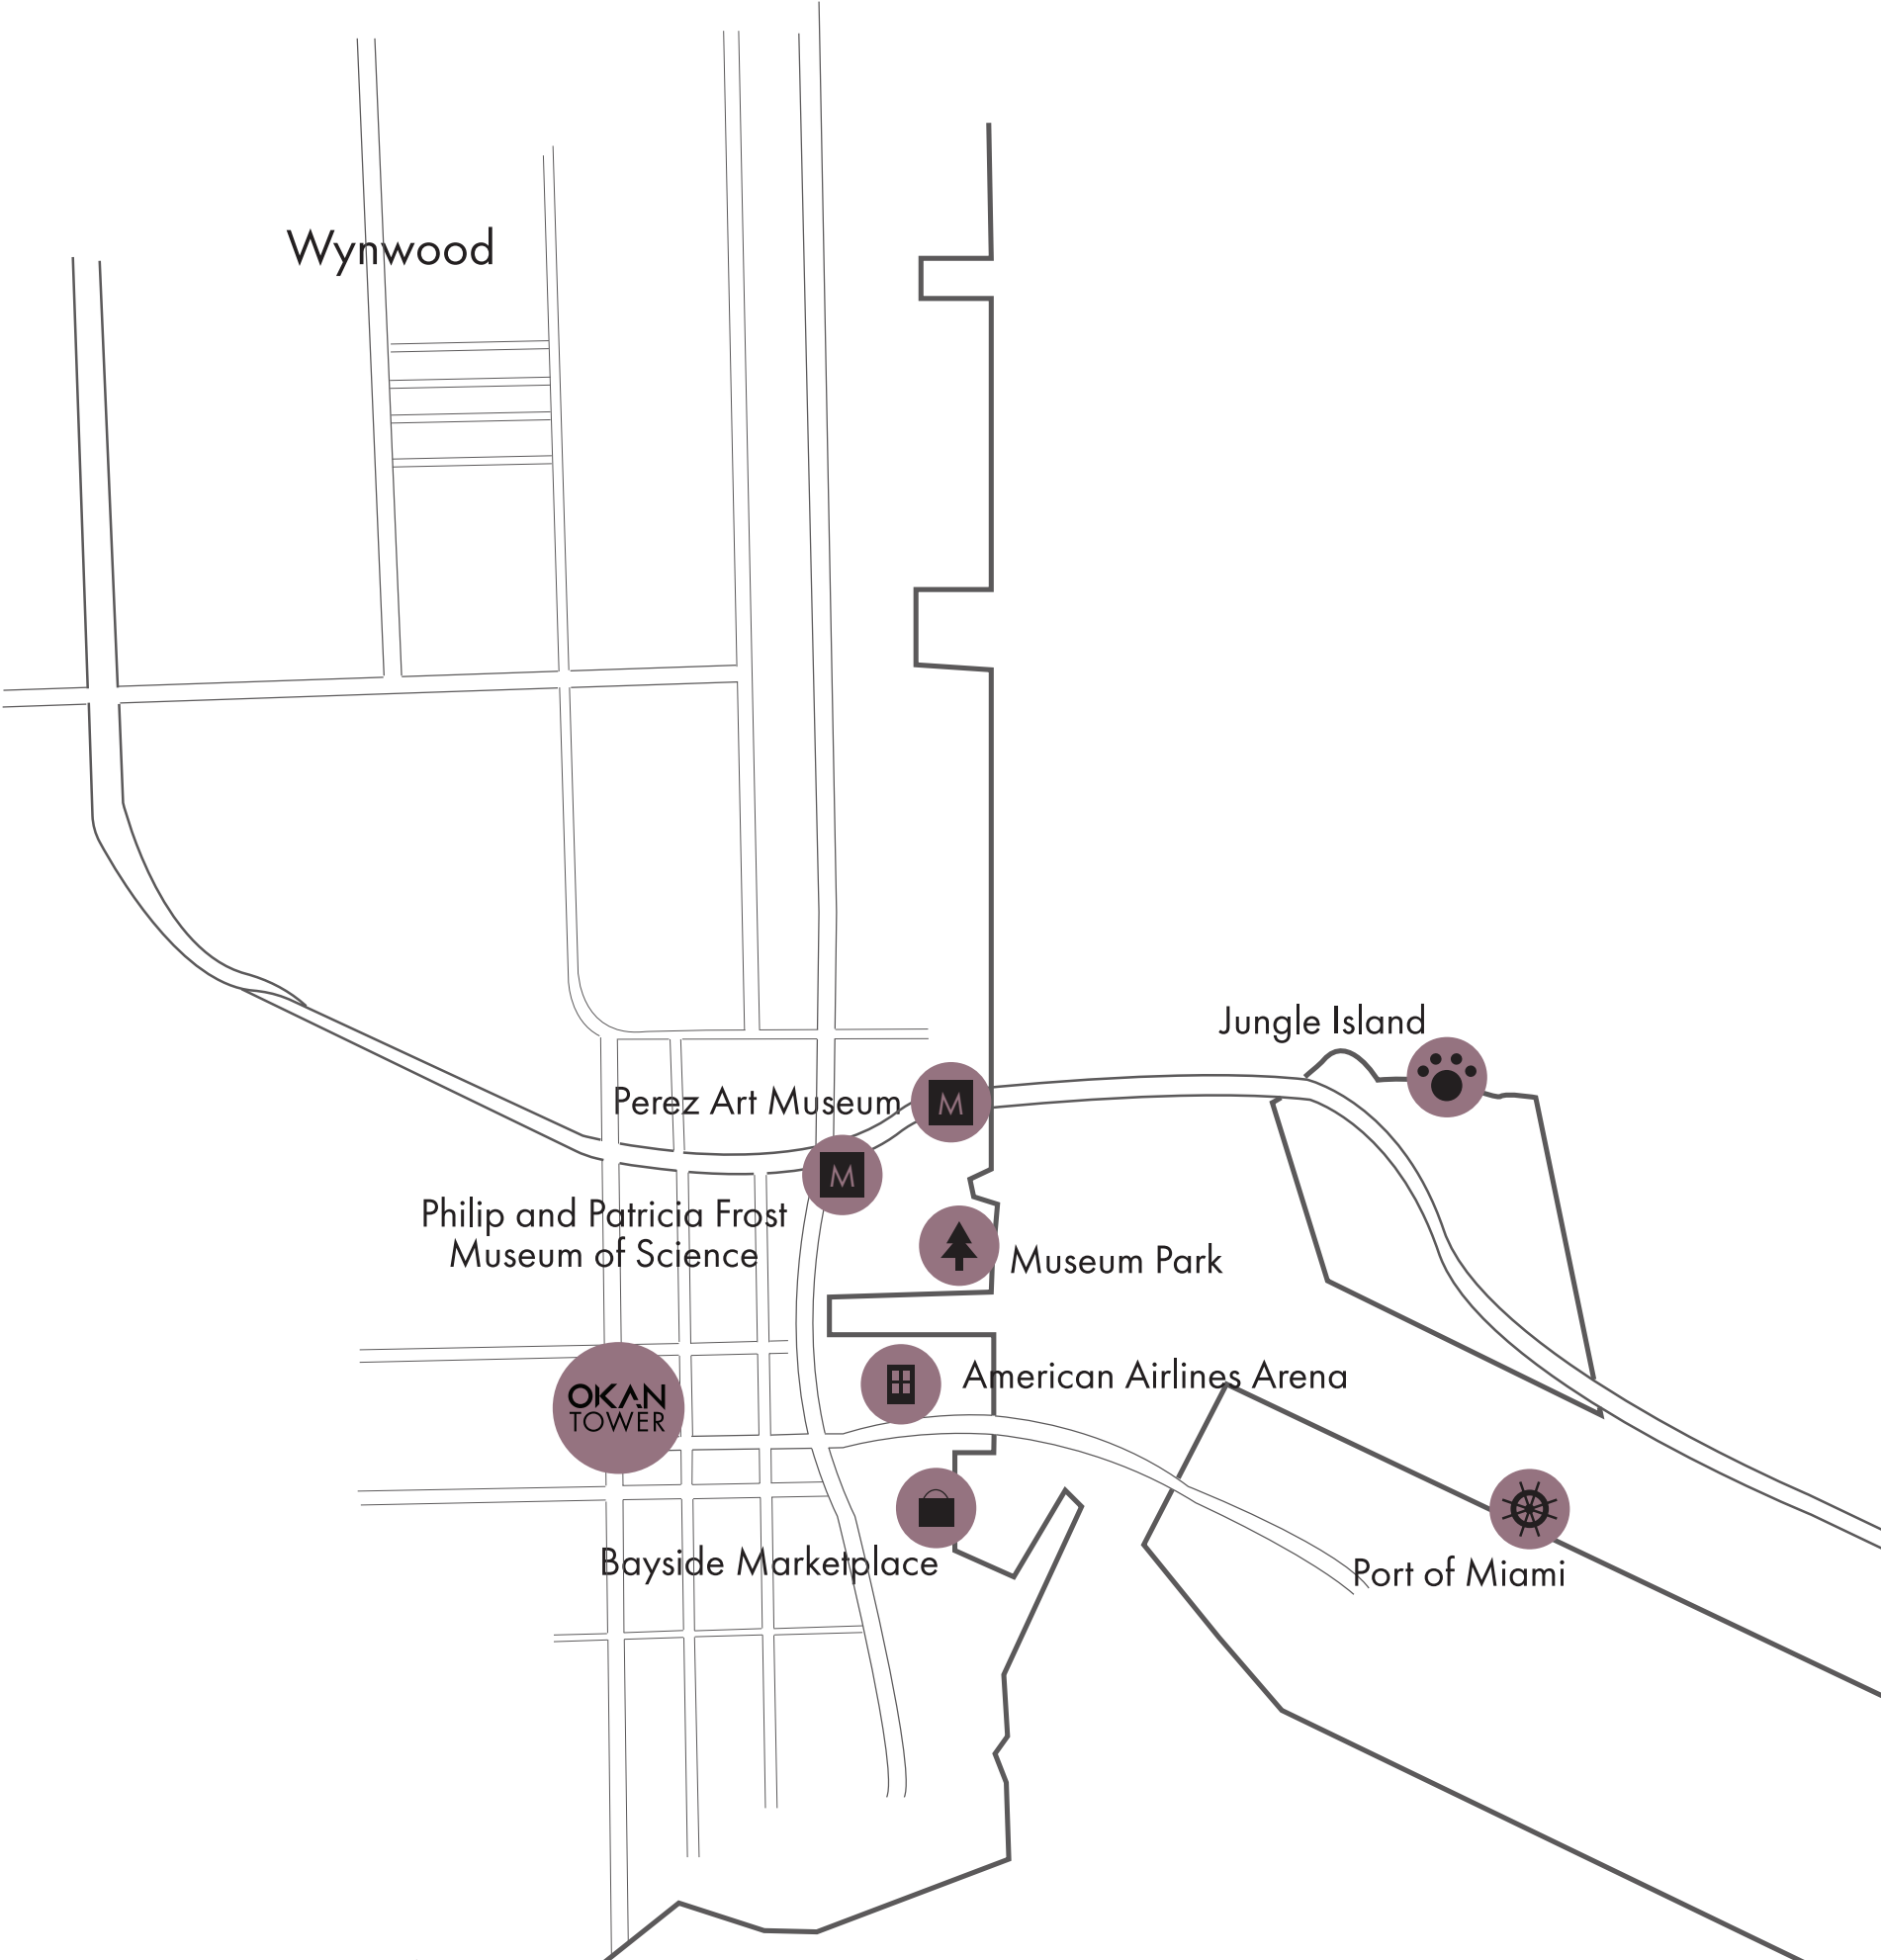 Wynwood
Jungle Island
Perez Art Museum
M
M
Philip and Patricia Frost
Museum of Science
Museum Park
American Airlines Arena
OKAN
TOWER
Bayside Marketplace
Port of Miami